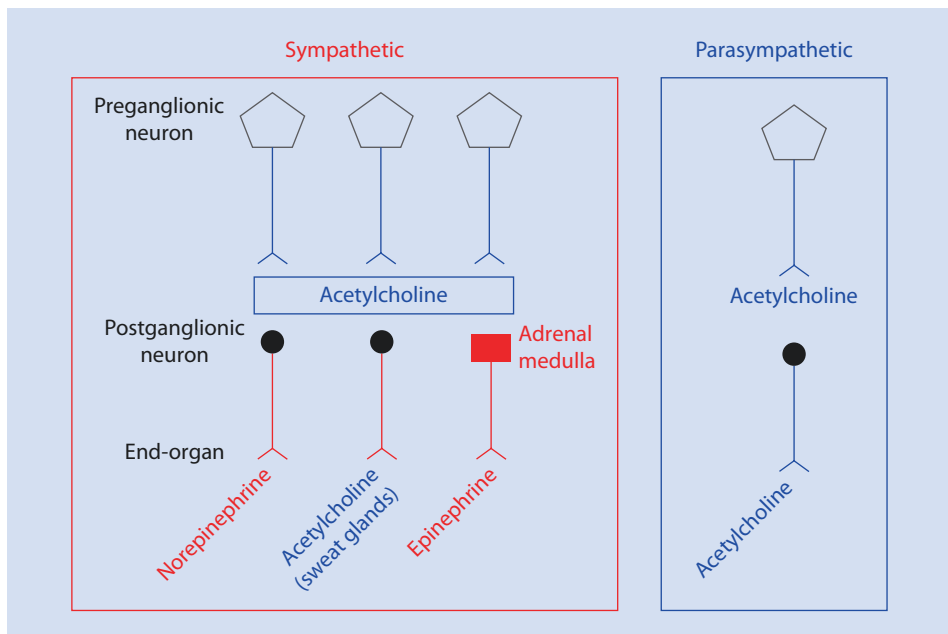 Sympathetic
Parasympathetic
Preganglionic
neuron
Acetylcholine
Acetylcholine
Postganglionic
neuron
Adrenal
medulla
End-organ
Norepinephrine
Acetylcholine
(sweat glands)
Epinephrine
Acetylcholine